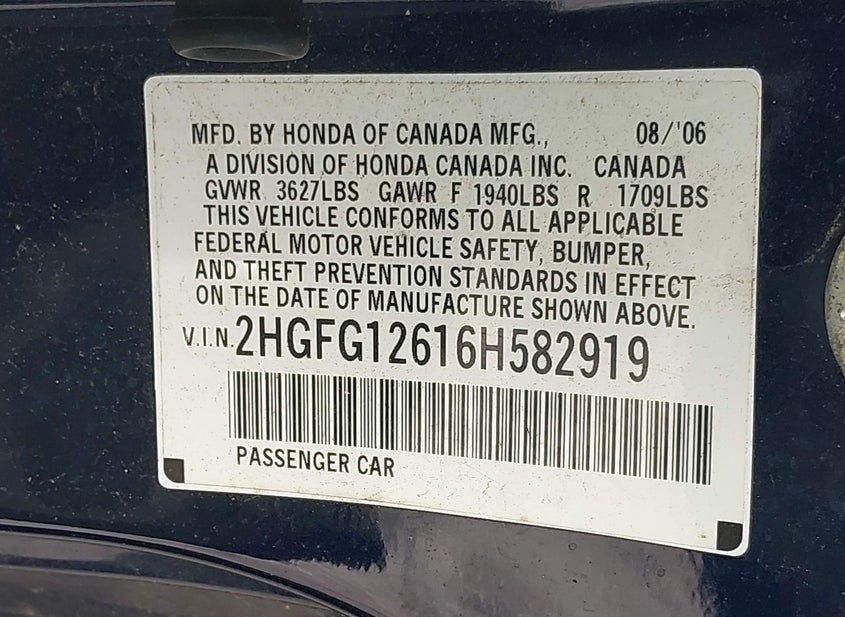 MFD. BY HONDA OF CANADA MFG., 08/'06
A DIVISION OF HONDA CANADA INC. CANADA
GVWR 3627LBS GAWR F 1940LBS R 1709LBS
THIS VEHICLE CONFORMS TO ALL APPLICABLE
FEDERAL MOTOR VEHICLE SAFETY, BUMPER,
AND THEFT PREVENTION STANDARDS IN EFFECT
ON THE DATE OF MANUFACTURE SHOWN ABOVE.
V.I.N. 2HGFG12616H582919
PASSENGER CAR